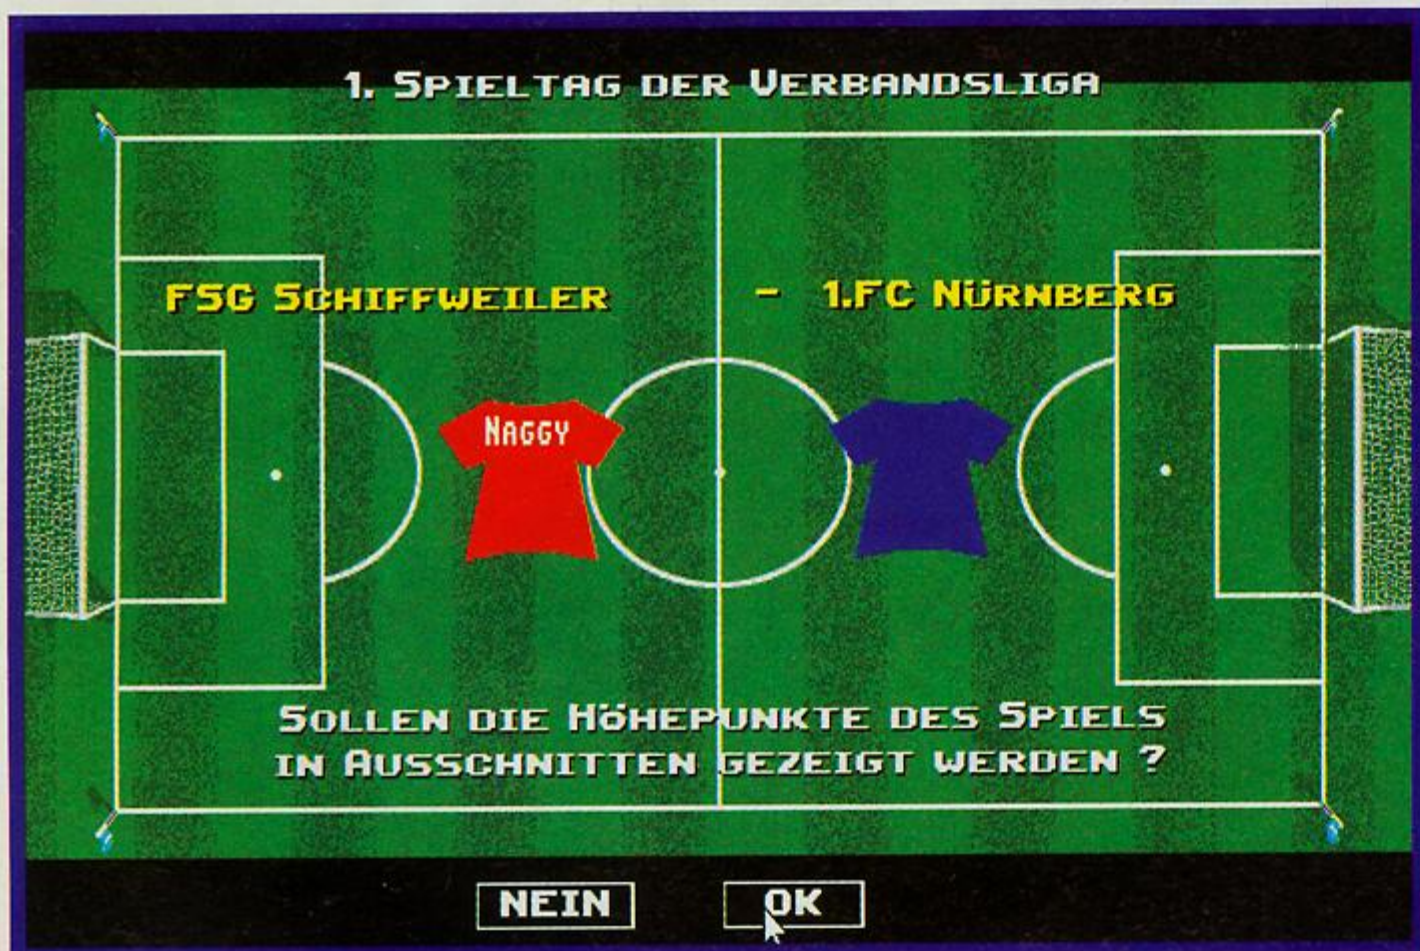 1. Spieltag der Verbandsliga
FSG Schiffweiler - 1.FC Nürnberg
Naggy
Sollen die Höhepunkte des Spiels
in Ausschnitten gezeigt werden ?
NEIN OK